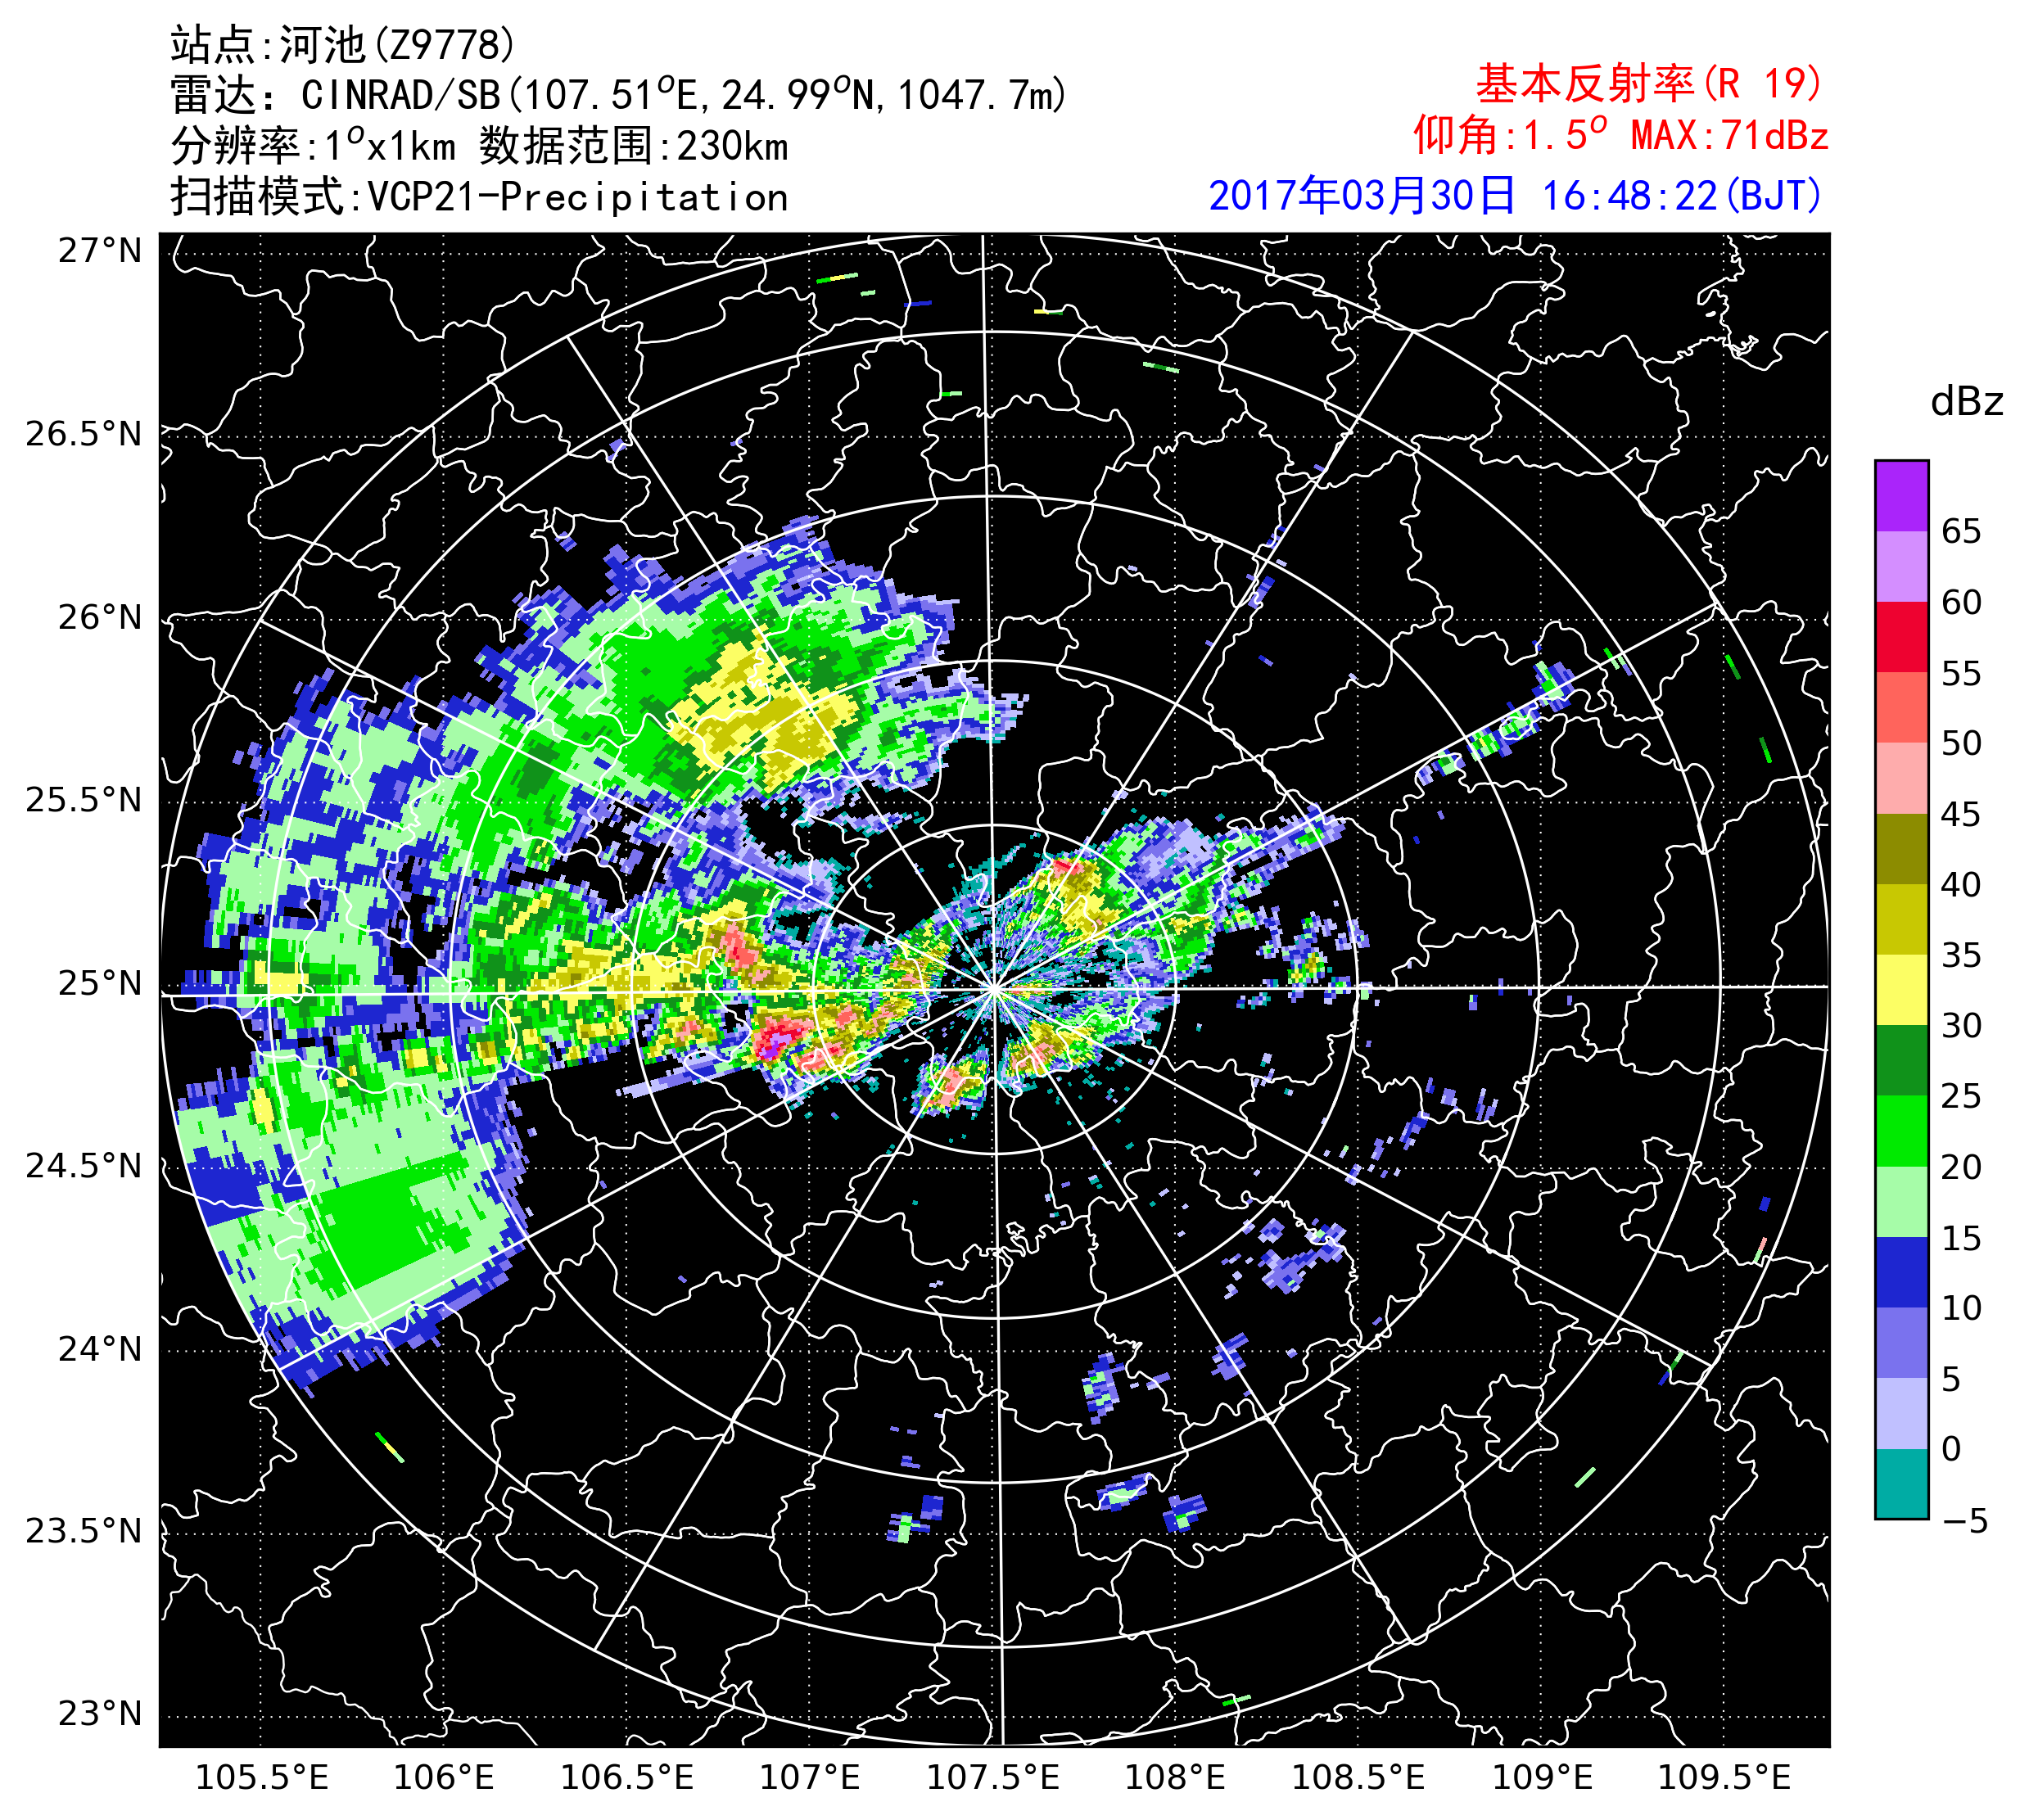 站点:河池(Z9778)
雷达: CINRAD/SB(107.51°E,24.99°N,1047.7m)
分辨率:1°x1km 数据范围:230km
扫描模式:VCP21-Precipitation
基本反射率(R 19)
仰角:1.5° MAX:71dBz
2017年03月30日 16:48:22(BJT)
27°N
26.5°N
26°N
25.5°N
25°N
24.5°N
24°N
23.5°N
23°N
105.5°E 106°E 106.5°E 107°E 107.5°E 108°E 108.5°E 109°E 109.5°E
dBz
65
60
55
50
45
40
35
30
25
20
15
10
5
0
−5